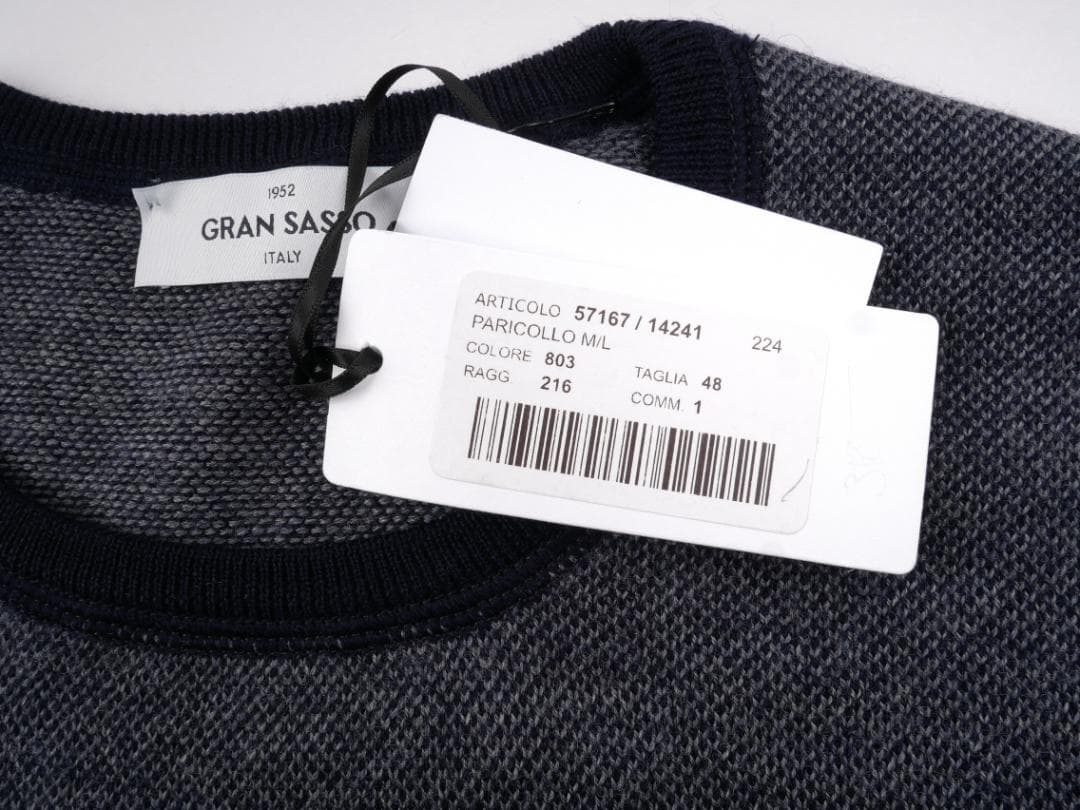 1952
GRAN SASSO
ITALY
ARTICOLO 57167 / 14241 224
PARICOLLO M/L
COLORE 803 TAGLIA 48
RAGG. 216 COMM. 1